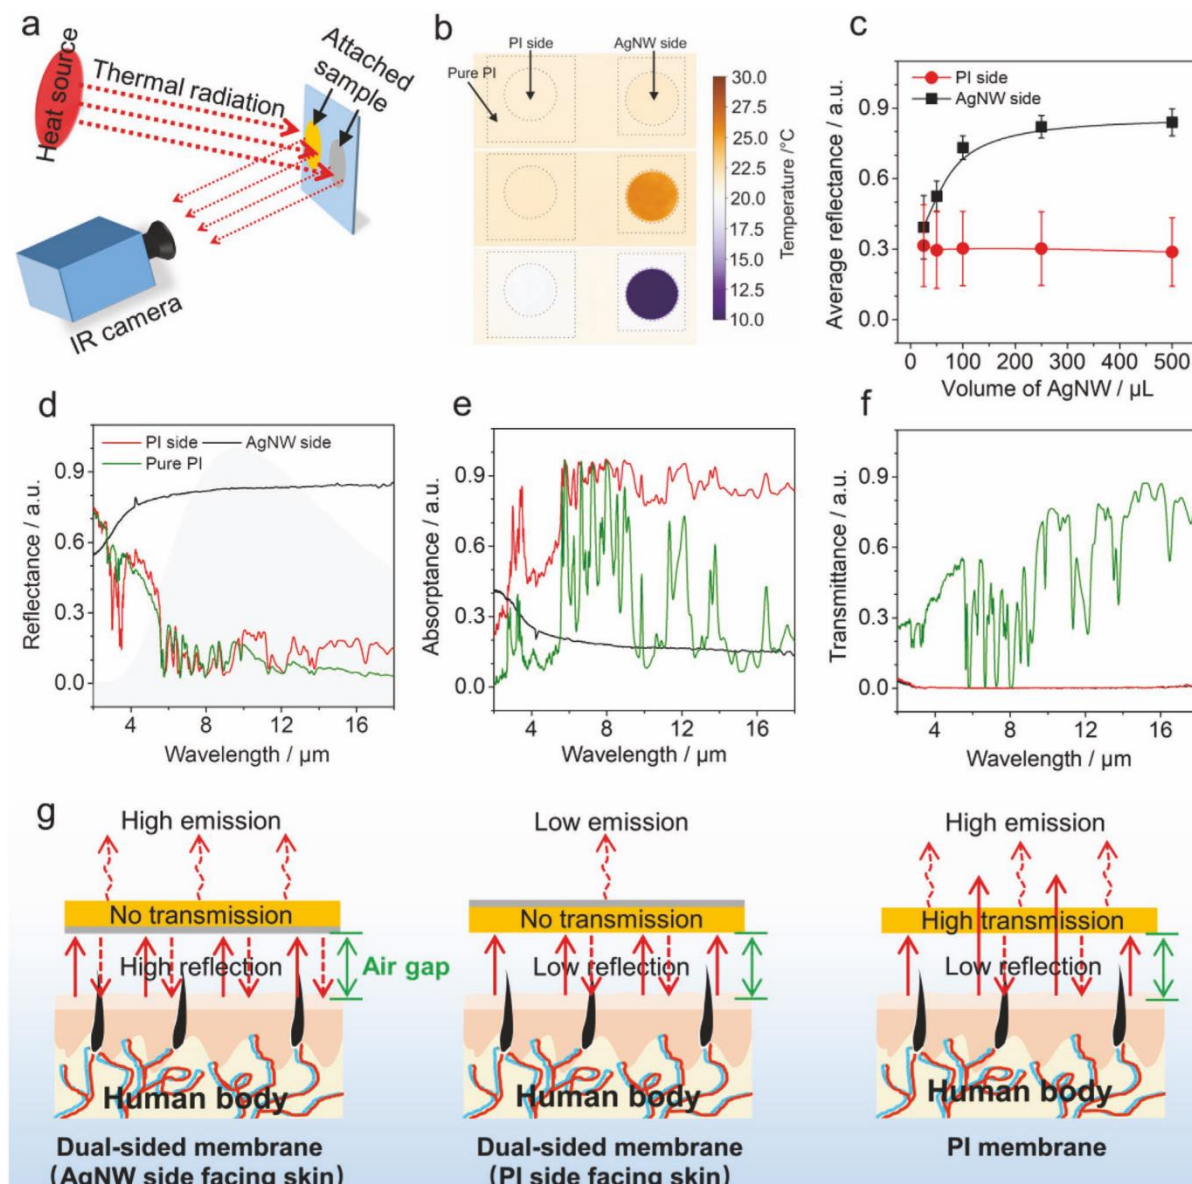 a
Heat source
Thermal radiation
Attached
sample
IR camera
b
PI side
AgNW side
Pure PI
30.0
27.5
25.0
22.5
20.0
17.5
15.0
12.5
10.0
Temperature /°C
c
PI side
AgNW side
Average reflectance / a.u.
0.9
0.6
0.3
0.0
0 100 200 300 400 500
Volume of AgNW / µL
d
PI side AgNW side
Pure PI
Reflectance / a.u.
0.9
0.6
0.3
0.0
4 8 12 16
Wavelength / µm
e
Absorptance / a.u.
0.9
0.6
0.3
0.0
4 8 12 16
Wavelength / µm
f
Transmittance / a.u.
0.9
0.6
0.3
0.0
4 8 12 16
Wavelength / µm
g
High emission
No transmission
High reflection
Air gap
Human body
Dual-sided membrane
(AgNW side facing skin)
Low emission
No transmission
Low reflection
Human body
Dual-sided membrane
(PI side facing skin)
High emission
High transmission
Low reflection
Human body
PI membrane